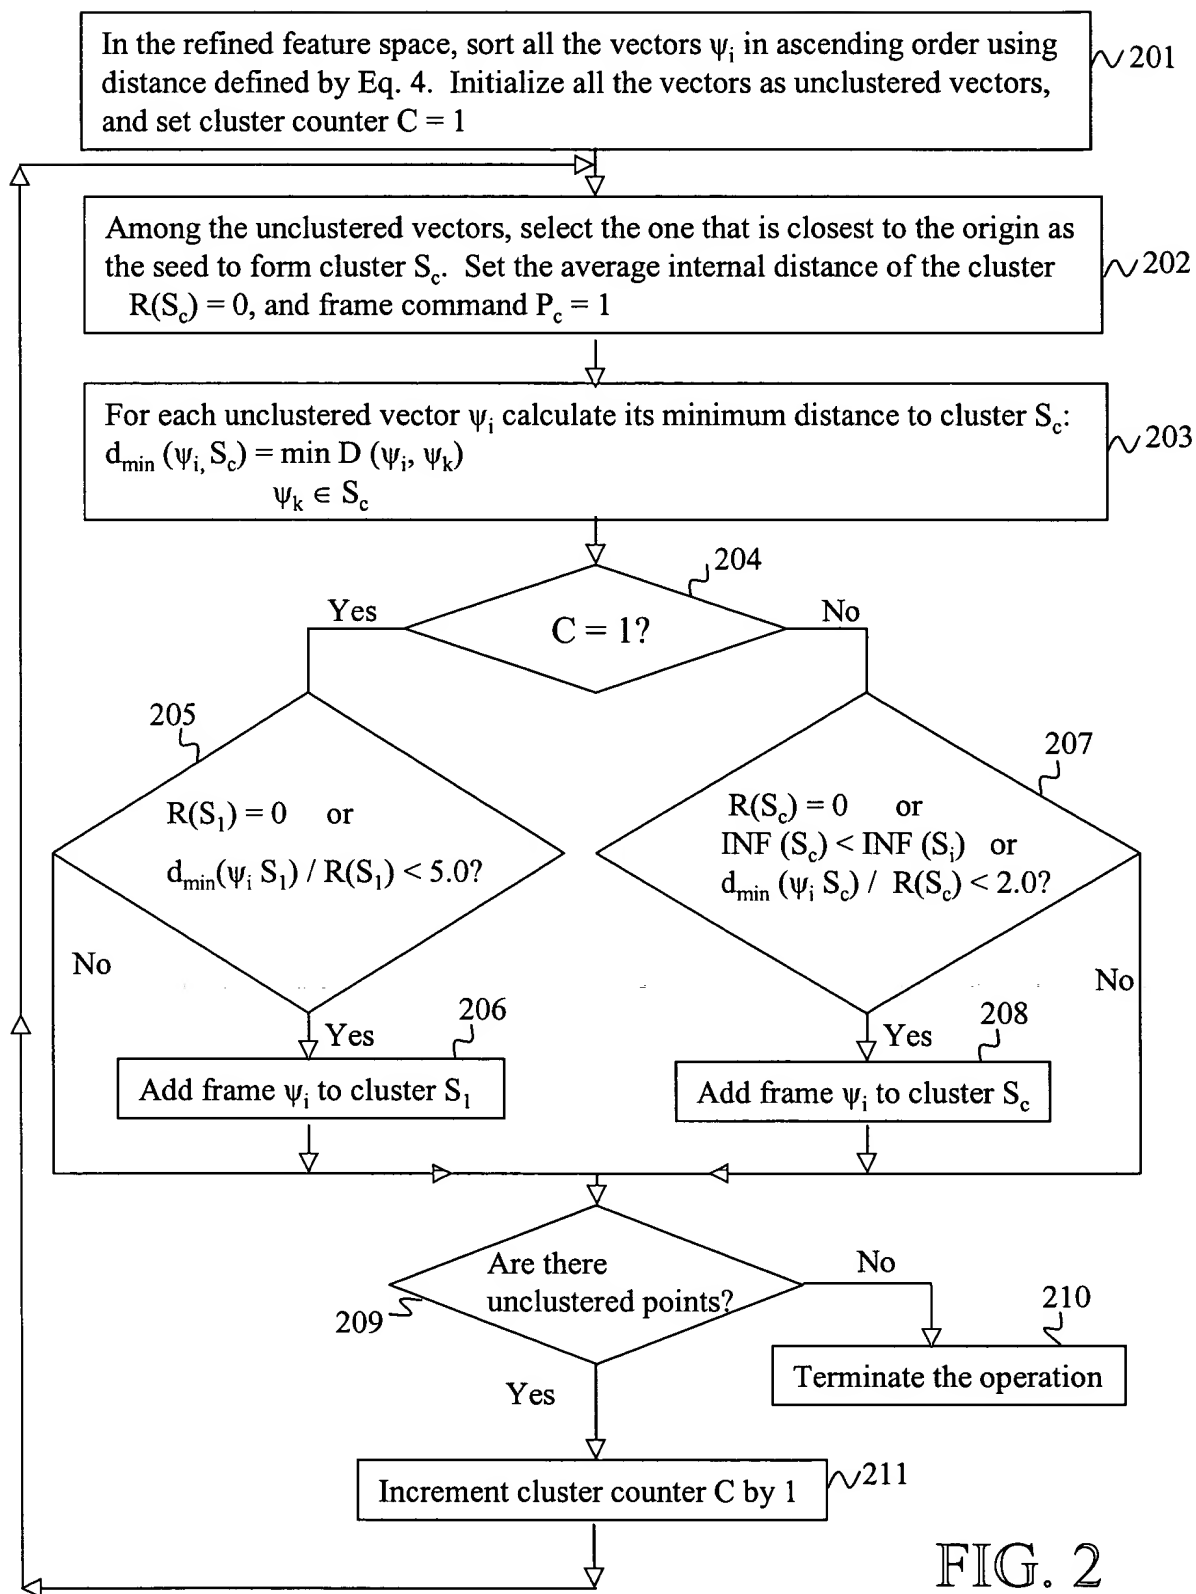 In the refined feature space, sort all the vectors ψi in ascending order using
distance defined by Eq. 4. Initialize all the vectors as unclustered vectors,
and set cluster counter C = 1
201
Among the unclustered vectors, select the one that is closest to the origin as
the seed to form cluster Sc. Set the average internal distance of the cluster
R(Sc) = 0, and frame command Pc = 1
202
For each unclustered vector ψi calculate its minimum distance to cluster Sc:
dmin (ψi, Sc) = min D (ψi, ψk)
ψk ∈ Sc
203
204
Yes
C = 1?
No
205
R(S1) = 0 or
dmin(ψi S1) / R(S1) < 5.0?
207
R(Sc) = 0 or
INF (Sc) < INF (Si) or
dmin (ψi Sc) / R(Sc) < 2.0?
No
No
Yes
206
Yes
208
Add frame ψi to cluster S1
Add frame ψi to cluster Sc
Are there
unclustered points?
209
No
210
Terminate the operation
Yes
Increment cluster counter C by 1
211
FIG. 2